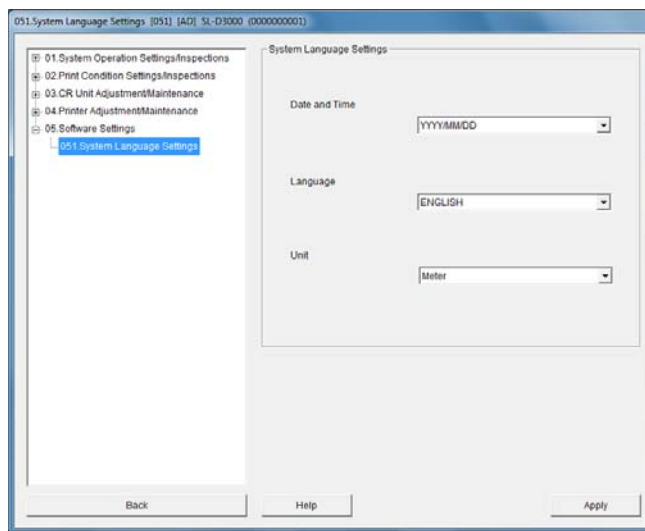 051.System Language Settings [051] [AD] SL-D3000 (0000000001)
01.System Operation Settings/Inspections
02.Print Condition Settings/Inspections
03.CR Unit Adjustment/Maintenance
04.Printer Adjustment/Maintenance
05.Software Settings
051.System Language Settings
System Language Settings
Date and Time
YYYY/MM/DD
Language
ENGLISH
Unit
Meter
Back
Help
Apply